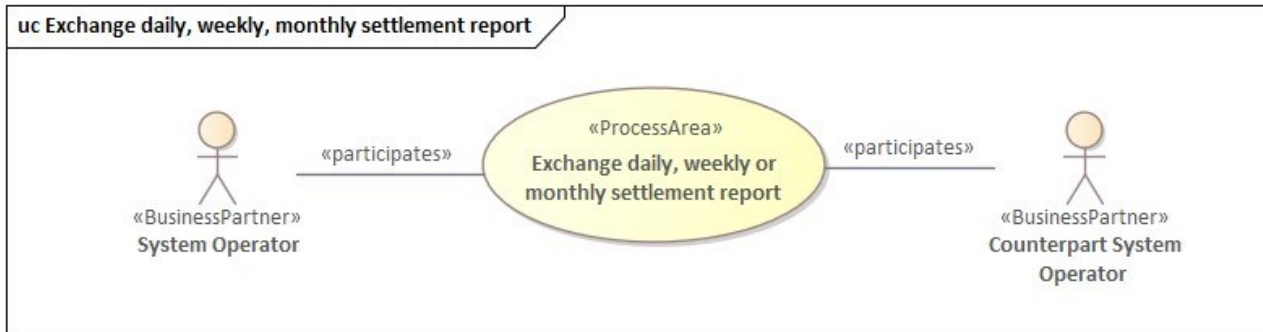 uc Exchange daily, weekly, monthly settlement report
«BusinessPartner»
System Operator
«participates»
«ProcessArea»
Exchange daily, weekly or
monthly settlement report
«participates»
«BusinessPartner»
Counterpart System
Operator